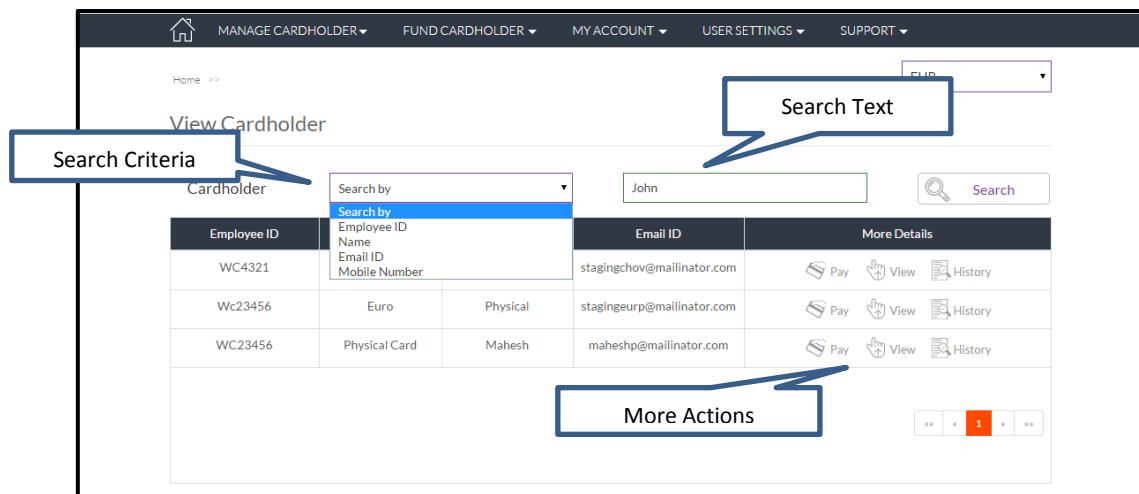 MANAGE CARDHOLDER FUND CARDHOLDER MY ACCOUNT USER SETTINGS SUPPORT
Home >>
Search Text
View Cardholder
Search Criteria
Cardholder Search by John Search
Search by
Employee ID
Name
Email ID
Mobile Number
Employee ID Email ID More Details
WC4321 stagingchov@mailinator.com Pay View History
Wc23456 Euro Physical stagingeurp@mailinator.com Pay View History
WC23456 Physical Card Mahesh maheshp@mailinator.com Pay View History
More Actions
«« « 1 » »»